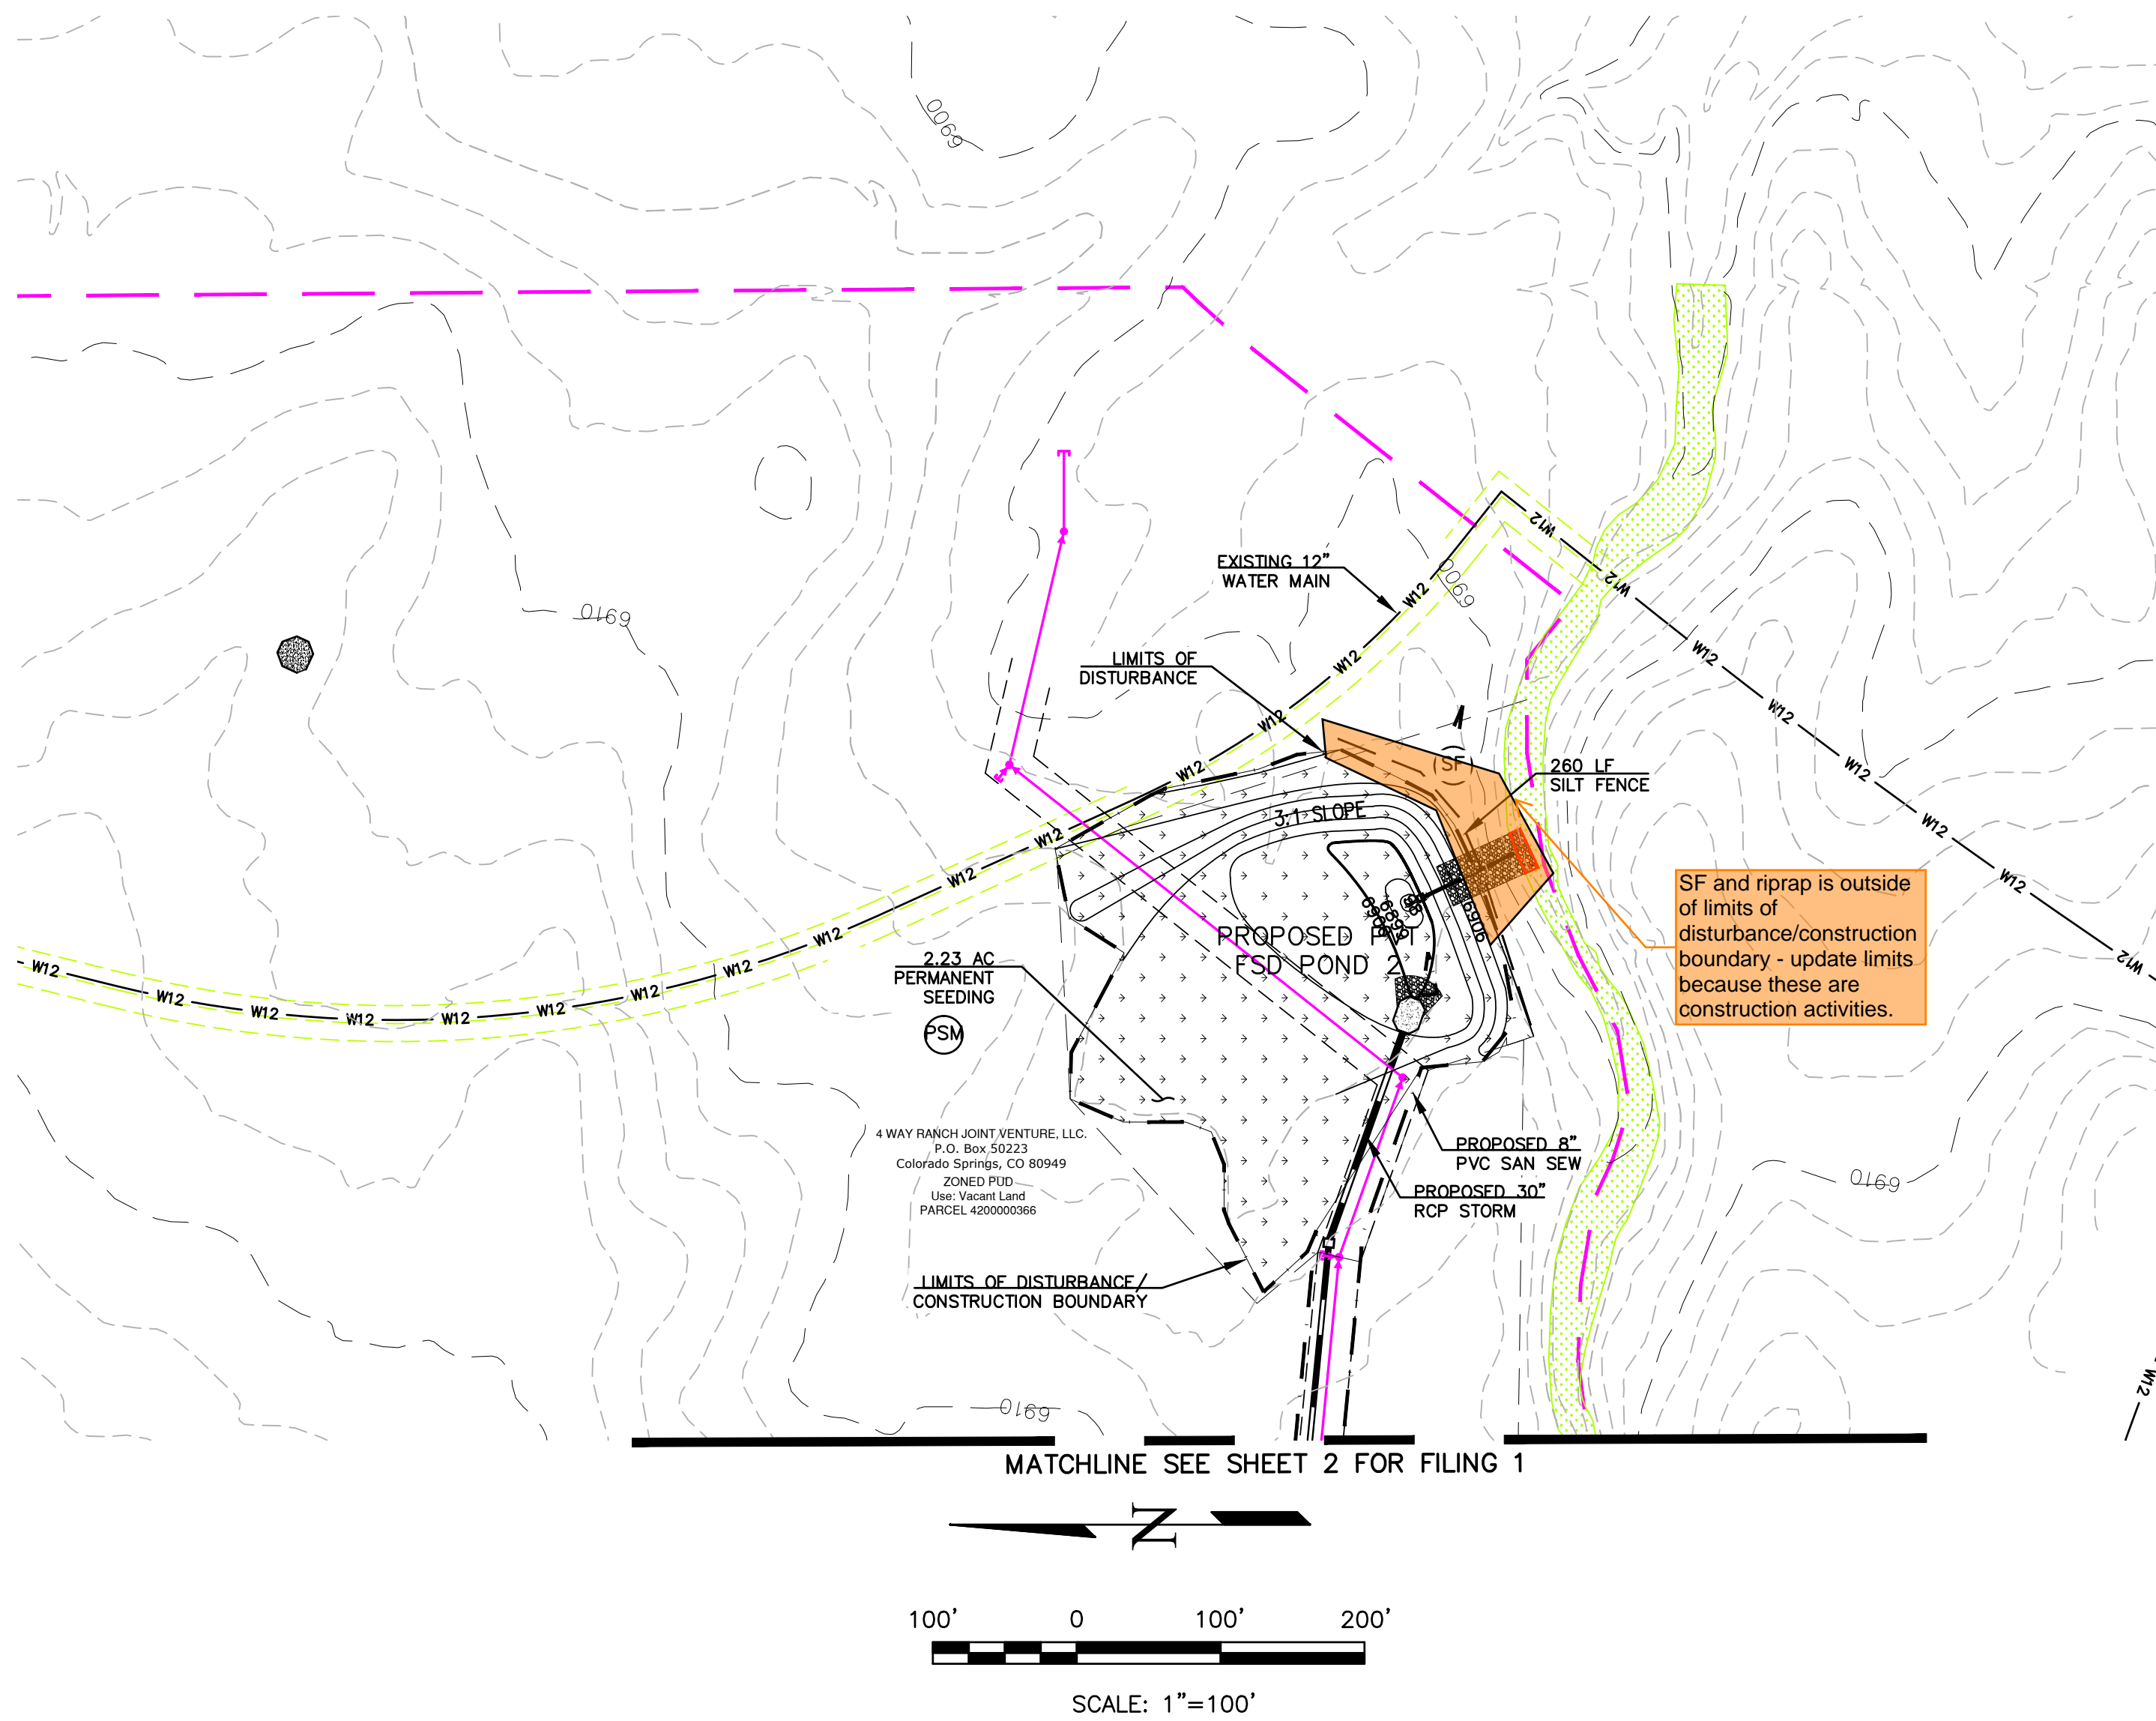 6900
EXISTING 12"
WATER MAIN
W12
W12
W12
6900
6910
LIMITS OF
DISTURBANCE
W12
W12
W12
W12
W12
SF
260 LF
SILT FENCE
W12
W12
3:1 SLOPE
W12
W12
W12
W12
SF and riprap is outside
of limits of
disturbance/construction
boundary - update limits
because these are
construction activities.
6899
6906
PROPOSED
FSD POND 2
W12
W12
W12
W12
W12
W12
W12
W12
W12
W12
2.23 AC
PERMANENT
SEEDING
PSM
4 WAY RANCH JOINT VENTURE, LLC.
P.O. Box 50223
Colorado Springs, CO 80949
ZONED PUD
Use: Vacant Land
PARCEL 4200000366
PROPOSED 8"
PVC SAN SEW
PROPOSED 30"
RCP STORM
6910
LIMITS OF DISTURBANCE/
CONSTRUCTION BOUNDARY
W12
6910
MATCHLINE SEE SHEET 2 FOR FILING 1
N
100' 0 100' 200'
SCALE: 1"=100'